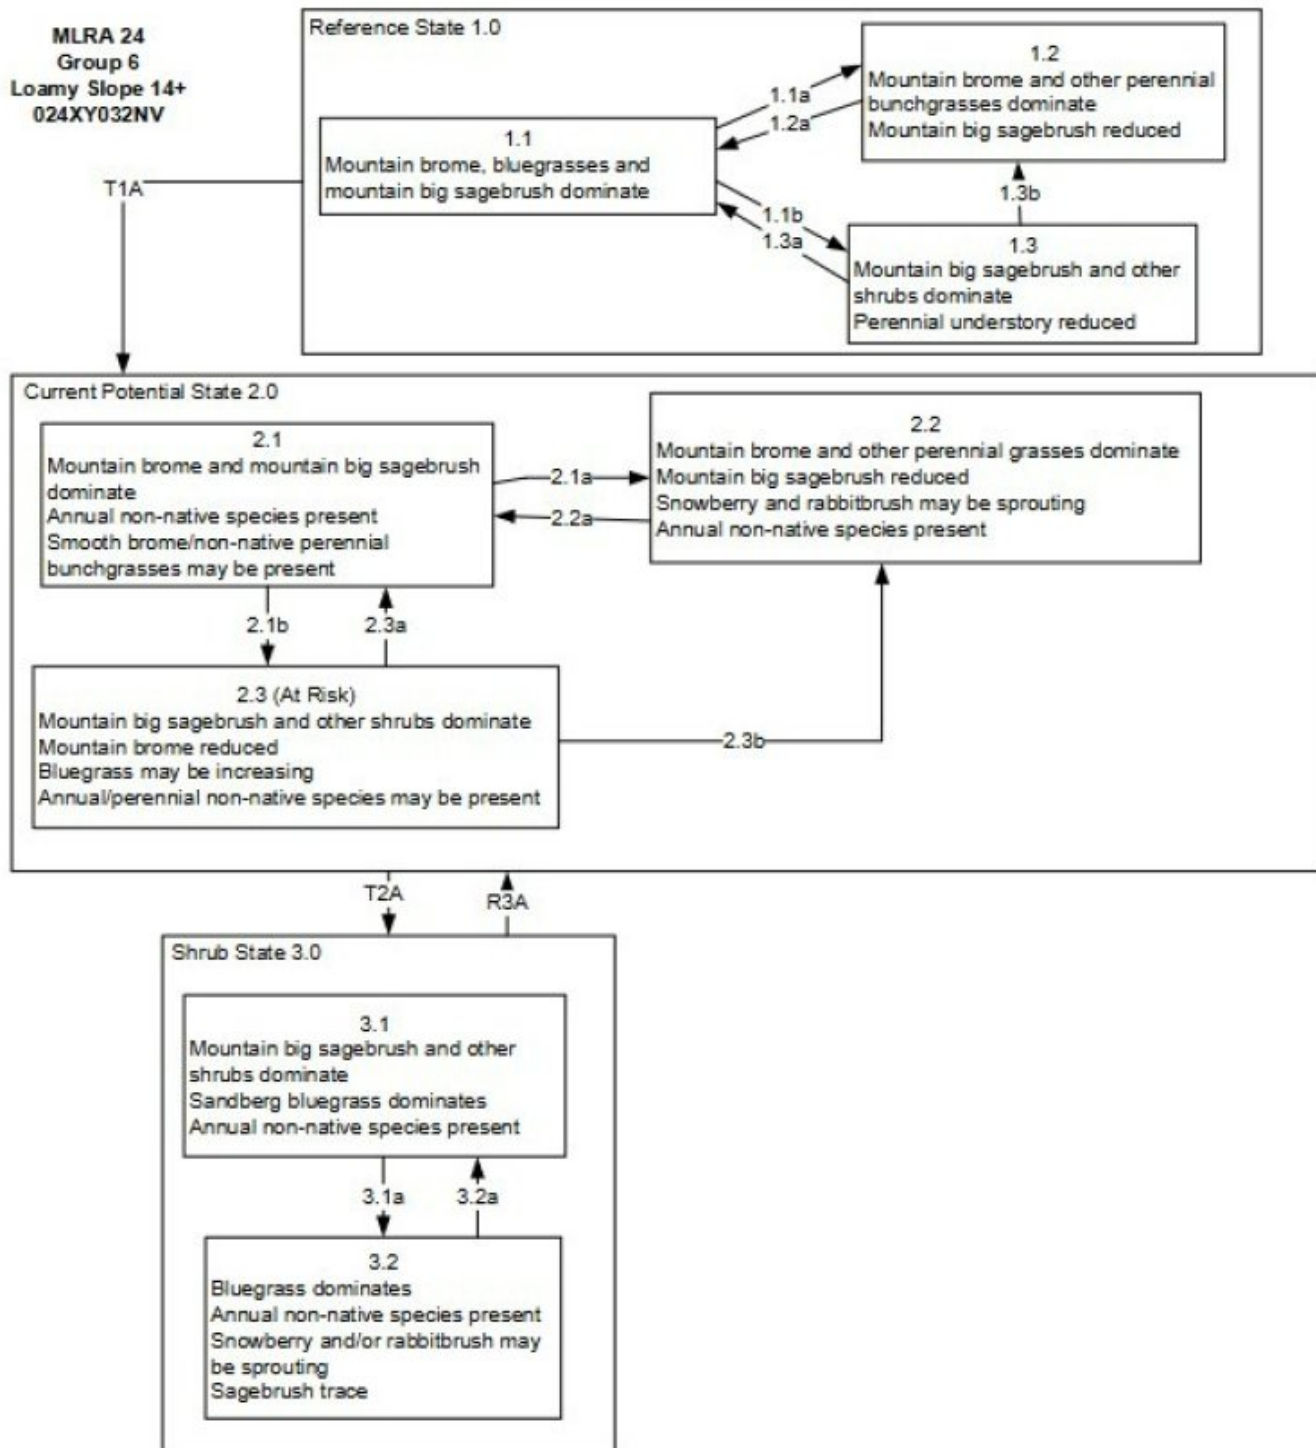 MLRA 24
Group 6
Loamy Slope 14+
024XY032NV
Reference State 1.0
1.1
Mountain brome, bluegrasses and
mountain big sagebrush dominate
1.1a
1.2a
1.2
Mountain brome and other perennial
bunchgrasses dominate
Mountain big sagebrush reduced
1.1b
1.3a
1.3b
1.3
Mountain big sagebrush and other
shrubs dominate
Perennial understory reduced
T1A
Current Potential State 2.0
2.1
Mountain brome and mountain big sagebrush
dominate
Annual non-native species present
Smooth brome/non-native perennial
bunchgrasses may be present
2.1a
2.2a
2.2
Mountain brome and other perennial grasses dominate
Mountain big sagebrush reduced
Snowberry and rabbitbrush may be sprouting
Annual non-native species present
2.1b
2.3a
2.3 (At Risk)
Mountain big sagebrush and other shrubs dominate
Mountain brome reduced
Bluegrass may be increasing
Annual/perennial non-native species may be present
2.3b
T2A
R3A
Shrub State 3.0
3.1
Mountain big sagebrush and other
shrubs dominate
Sandberg bluegrass dominates
Annual non-native species present
3.1a
3.2a
3.2
Bluegrass dominates
Annual non-native species present
Snowberry and/or rabbitbrush may
be sprouting
Sagebrush trace